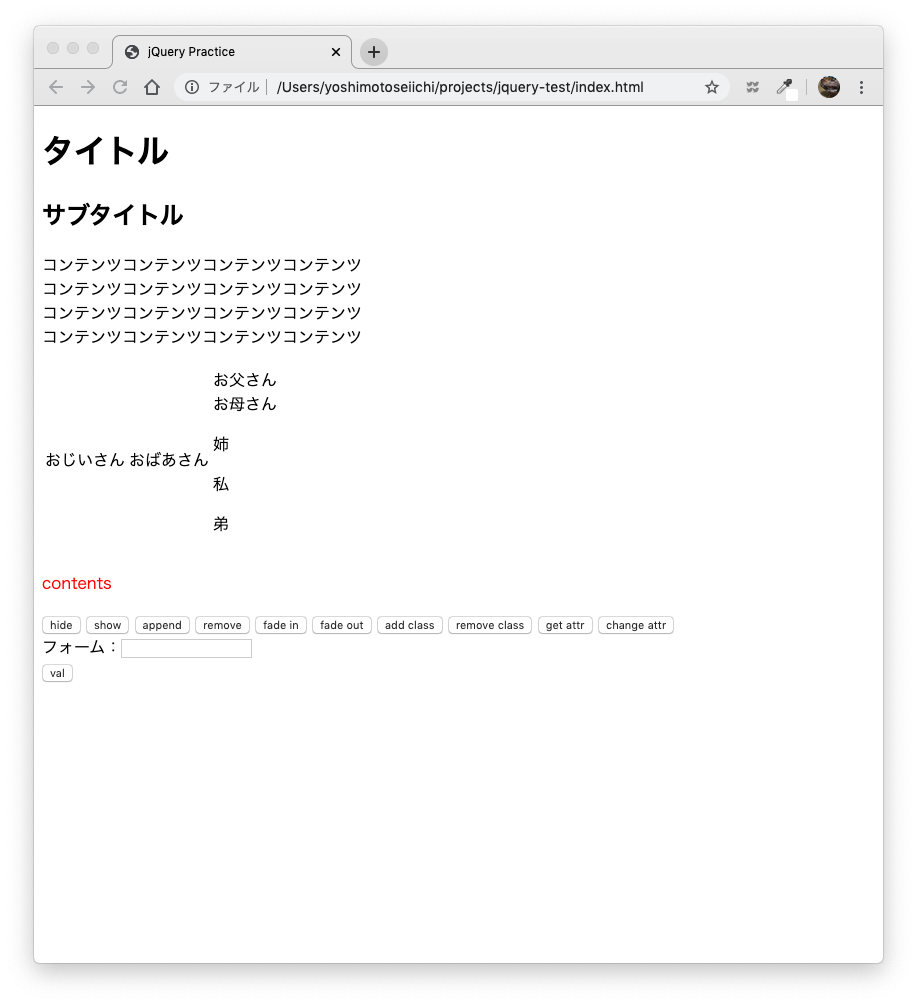 jQuery Practice
ファイル /Users/yoshimotoseiichi/projects/jquery-test/index.html
タイトル
サブタイトル
コンテンツコンテンツコンテンツコンテンツ
コンテンツコンテンツコンテンツコンテンツ
コンテンツコンテンツコンテンツコンテンツ
コンテンツコンテンツコンテンツコンテンツ
お父さん
お母さん
姉
おじいさん おばあさん
私
弟
contents
hide show append remove fade in fade out add class remove class get attr change attr
フォーム：
val